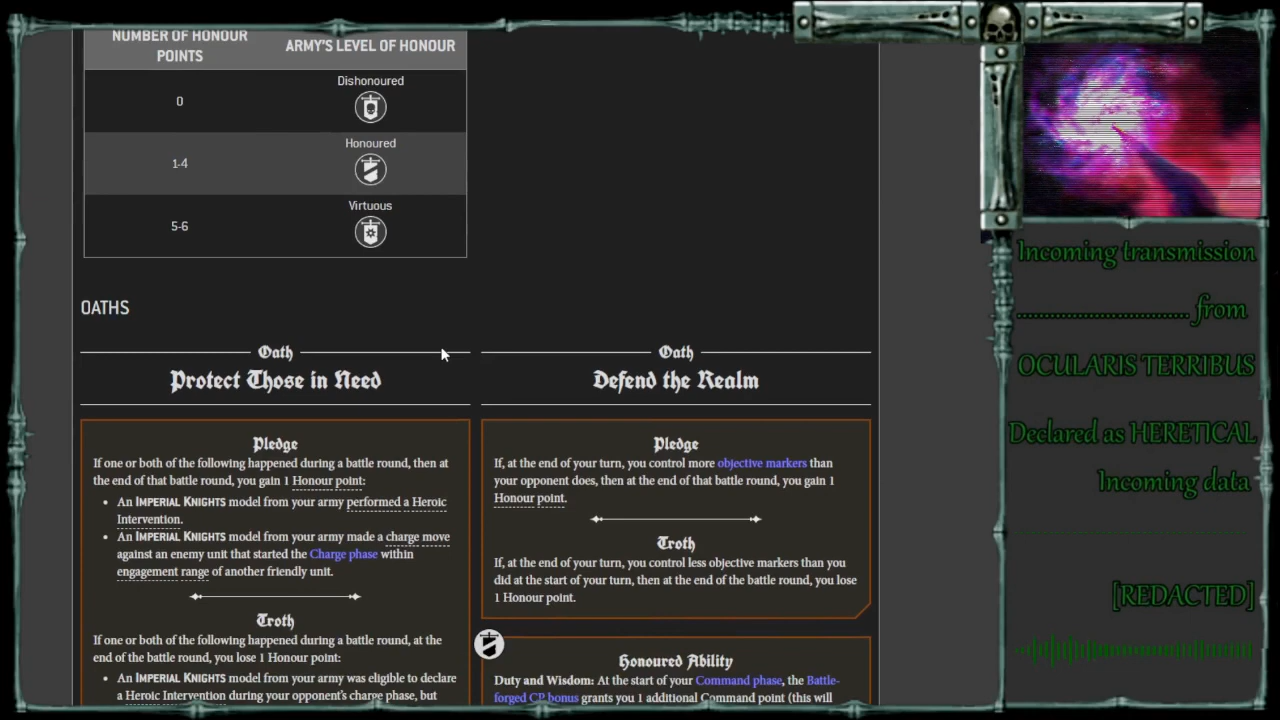 NUMBER OF HONOUR
POINTS
ARMY'S LEVEL OF HONOUR
0
Dishonoured
1-4
Honoured
5-6
Virtuous
OATHS
Oath
Protect Those in Need
Pledge
If one or both of the following happened during a battle round, then at
the end of that battle round, you gain 1 Honour point:
• An IMPERIAL KNIGHTS model from your army performed a Heroic
Intervention.
• An IMPERIAL KNIGHTS model from your army made a charge move
against an enemy unit that started the Charge phase within
engagement range of another friendly unit.
Troth
If one or both of the following happened during a battle round, at the
end of the battle round, you lose 1 Honour point:
• An IMPERIAL KNIGHTS model from your army was eligible to declare
a Heroic Intervention during your opponent's charge phase, but
Oath
Defend the Realm
Pledge
If, at the end of your turn, you control more objective markers than
your opponent does, then at the end of that battle round, you gain 1
Honour point.
Troth
If, at the end of your turn, you control less objective markers than you
did at the start of your turn, then at the end of the battle round, you lose
1 Honour point.
Honoured Ability
Duty and Wisdom: At the start of your Command phase, the Battle-
forged CP bonus grants you 1 additional Command point (this will
Incoming transmission
.............................. from
OCULARIS TERRIBUS
Declared as HERETICAL
Incoming data
[REDACTED]